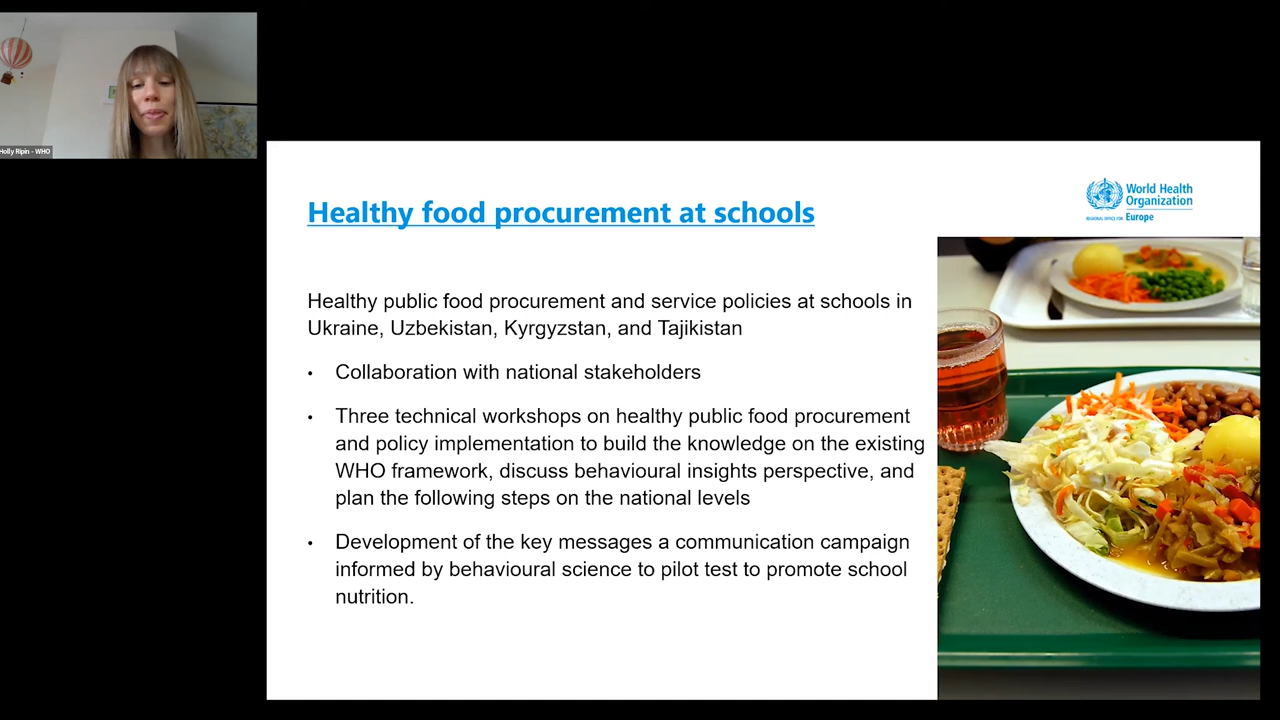 Holly Ripin - WHO
Healthy food procurement at schools
World Health
Organization
REGIONAL OFFICE FOR Europe
Healthy public food procurement and service policies at schools in
Ukraine, Uzbekistan, Kyrgyzstan, and Tajikistan
• Collaboration with national stakeholders
• Three technical workshops on healthy public food procurement
and policy implementation to build the knowledge on the existing
WHO framework, discuss behavioural insights perspective, and
plan the following steps on the national levels
• Development of the key messages a communication campaign
informed by behavioural science to pilot test to promote school
nutrition.